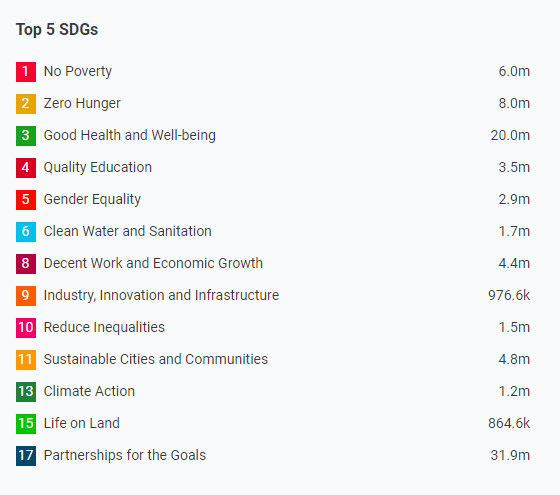 Top 5 SDGs
1 No Poverty 6.0m
2 Zero Hunger 8.0m
3 Good Health and Well-being 20.0m
4 Quality Education 3.5m
5 Gender Equality 2.9m
6 Clean Water and Sanitation 1.7m
8 Decent Work and Economic Growth 4.4m
9 Industry, Innovation and Infrastructure 976.6k
10 Reduce Inequalities 1.5m
11 Sustainable Cities and Communities 4.8m
13 Climate Action 1.2m
15 Life on Land 864.6k
17 Partnerships for the Goals 31.9m